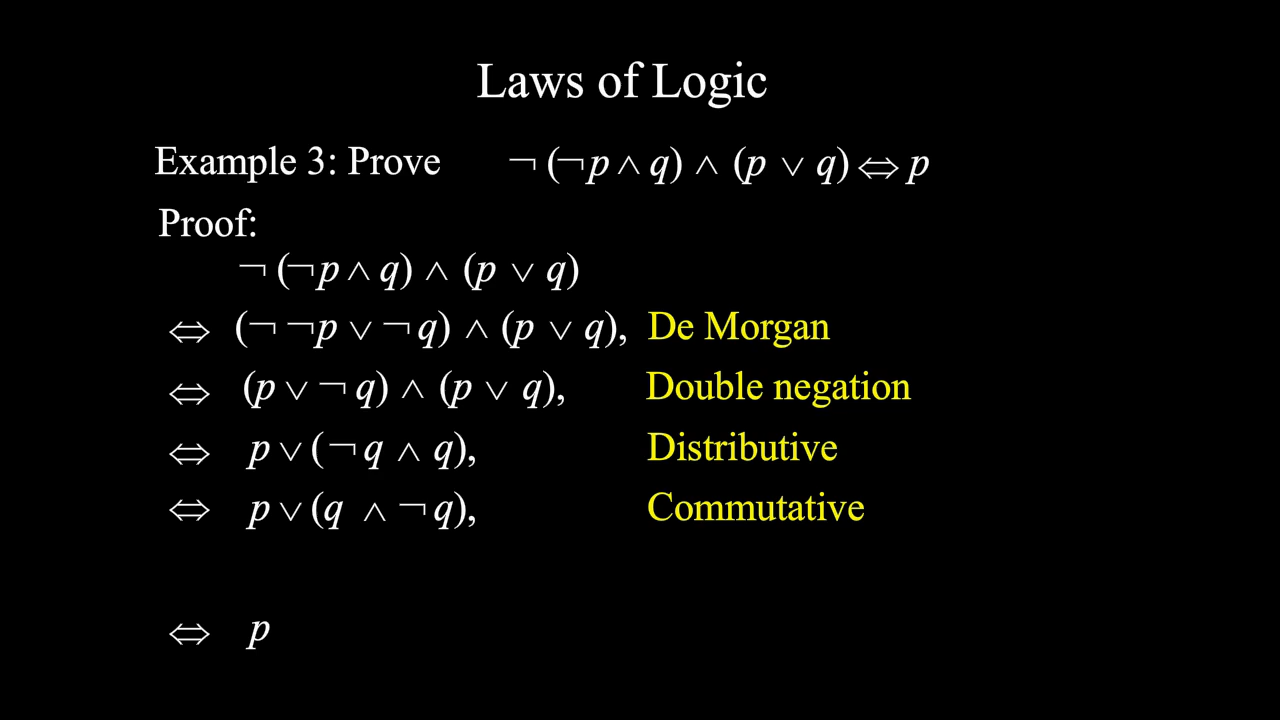 Laws of Logic
Example 3: Prove ¬ (¬p ∧ q) ∧ (p ∨ q) ⇔ p
Proof:
¬ (¬p ∧ q) ∧ (p ∨ q)
⇔ (¬ ¬p ∨ ¬ q) ∧ (p ∨ q), De Morgan
⇔ (p ∨ ¬ q) ∧ (p ∨ q), Double negation
⇔ p ∨ (¬ q ∧ q), Distributive
⇔ p ∨ (q ∧ ¬ q), Commutative
⇔ p